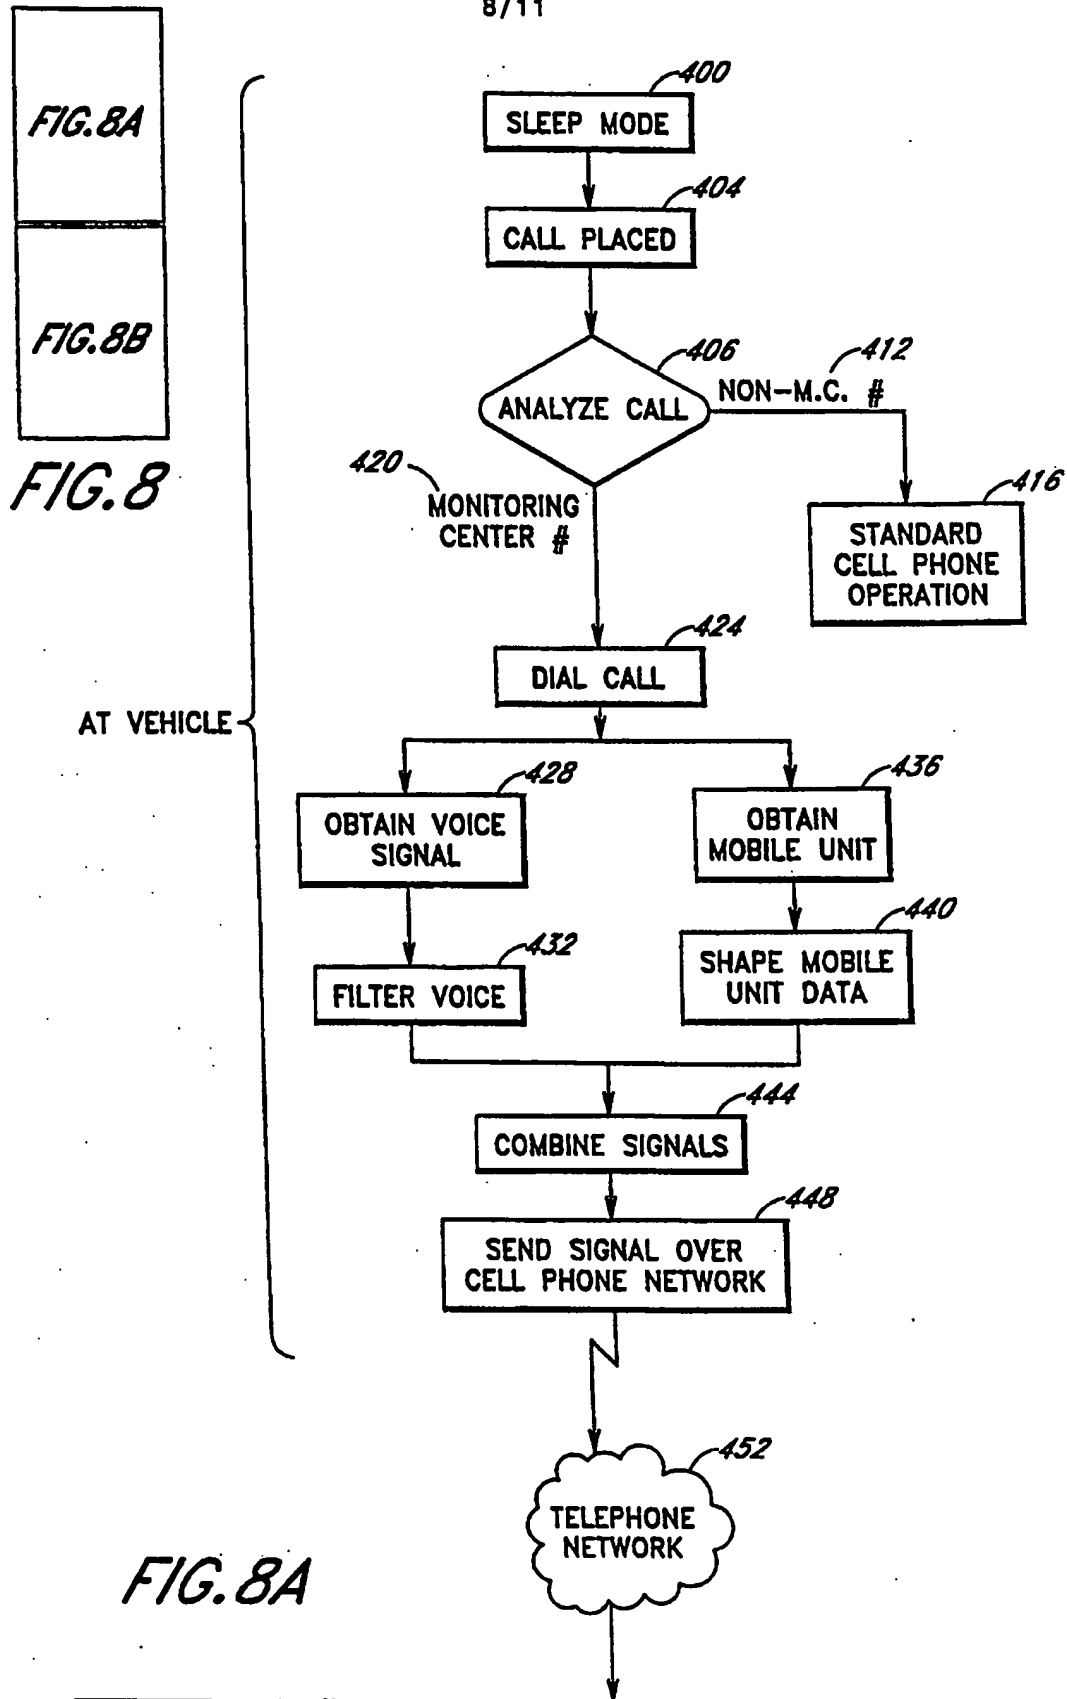 8/11
FIG.8A
FIG.8B
FIG.8
400
SLEEP MODE
404
CALL PLACED
406
ANALYZE CALL
412
NON-M.C. #
416
STANDARD
CELL PHONE
OPERATION
420
MONITORING
CENTER #
424
DIAL CALL
AT VEHICLE
428
OBTAIN VOICE
SIGNAL
436
OBTAIN
MOBILE UNIT
432
FILTER VOICE
440
SHAPE MOBILE
UNIT DATA
444
COMBINE SIGNALS
448
SEND SIGNAL OVER
CELL PHONE NETWORK
452
TELEPHONE
NETWORK
FIG.8A